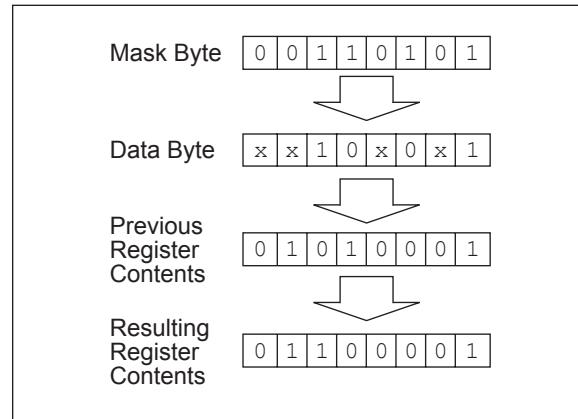 Mask Byte 0 0 1 1 0 1 0 1
Data Byte x x 1 0 x 0 x 1
Previous
Register 0 1 0 1 0 0 0 1
Contents
Resulting
Register 0 1 1 0 0 0 0 1
Contents